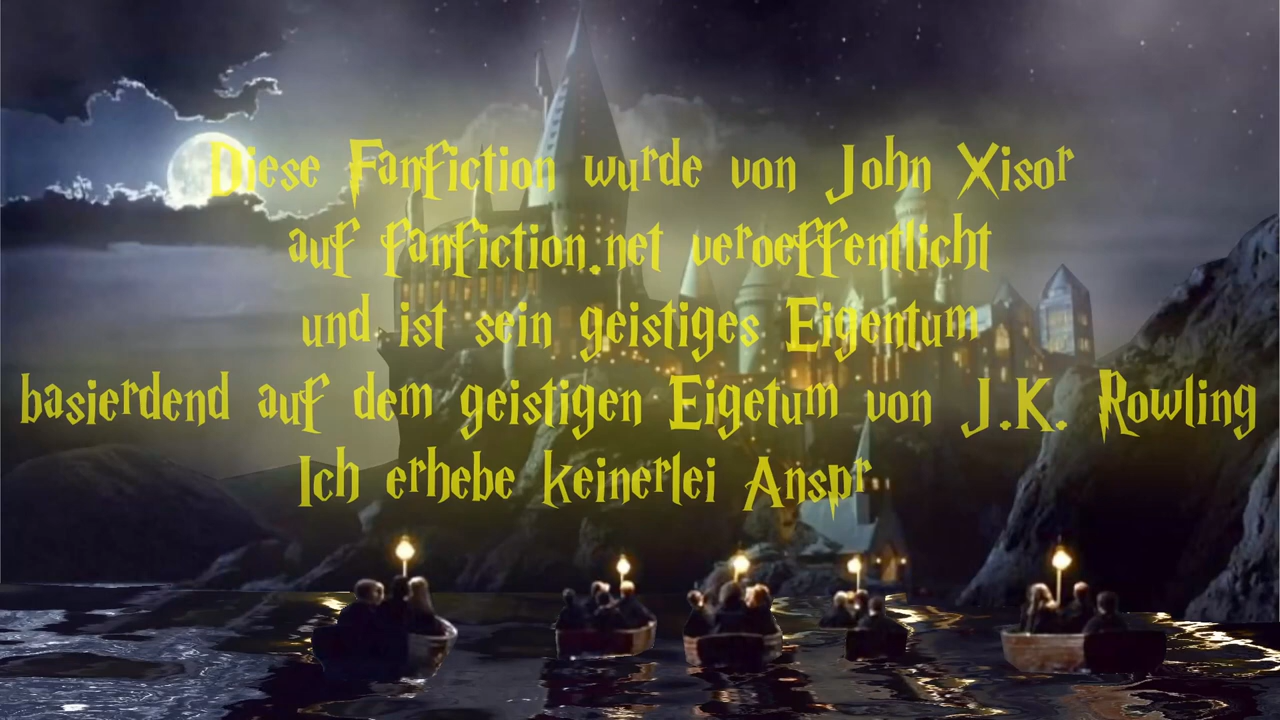 Diese Fanfiction wurde von John Xisor
auf fanfiction.net veroeffentlicht
und ist sein geistiges Eigentum
basierdend auf dem geistigen Eigetum von J.K. Rowling
Ich erhebe keinerlei Anspr